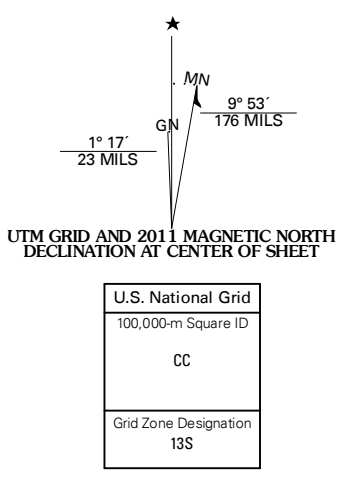 MN
9° 53´
176 MILS
GN
1° 17´
23 MILS
UTM GRID AND 2011 MAGNETIC NORTH
DECLINATION AT CENTER OF SHEET
U.S. National Grid
100,000-m Square ID
CC
Grid Zone Designation
13S